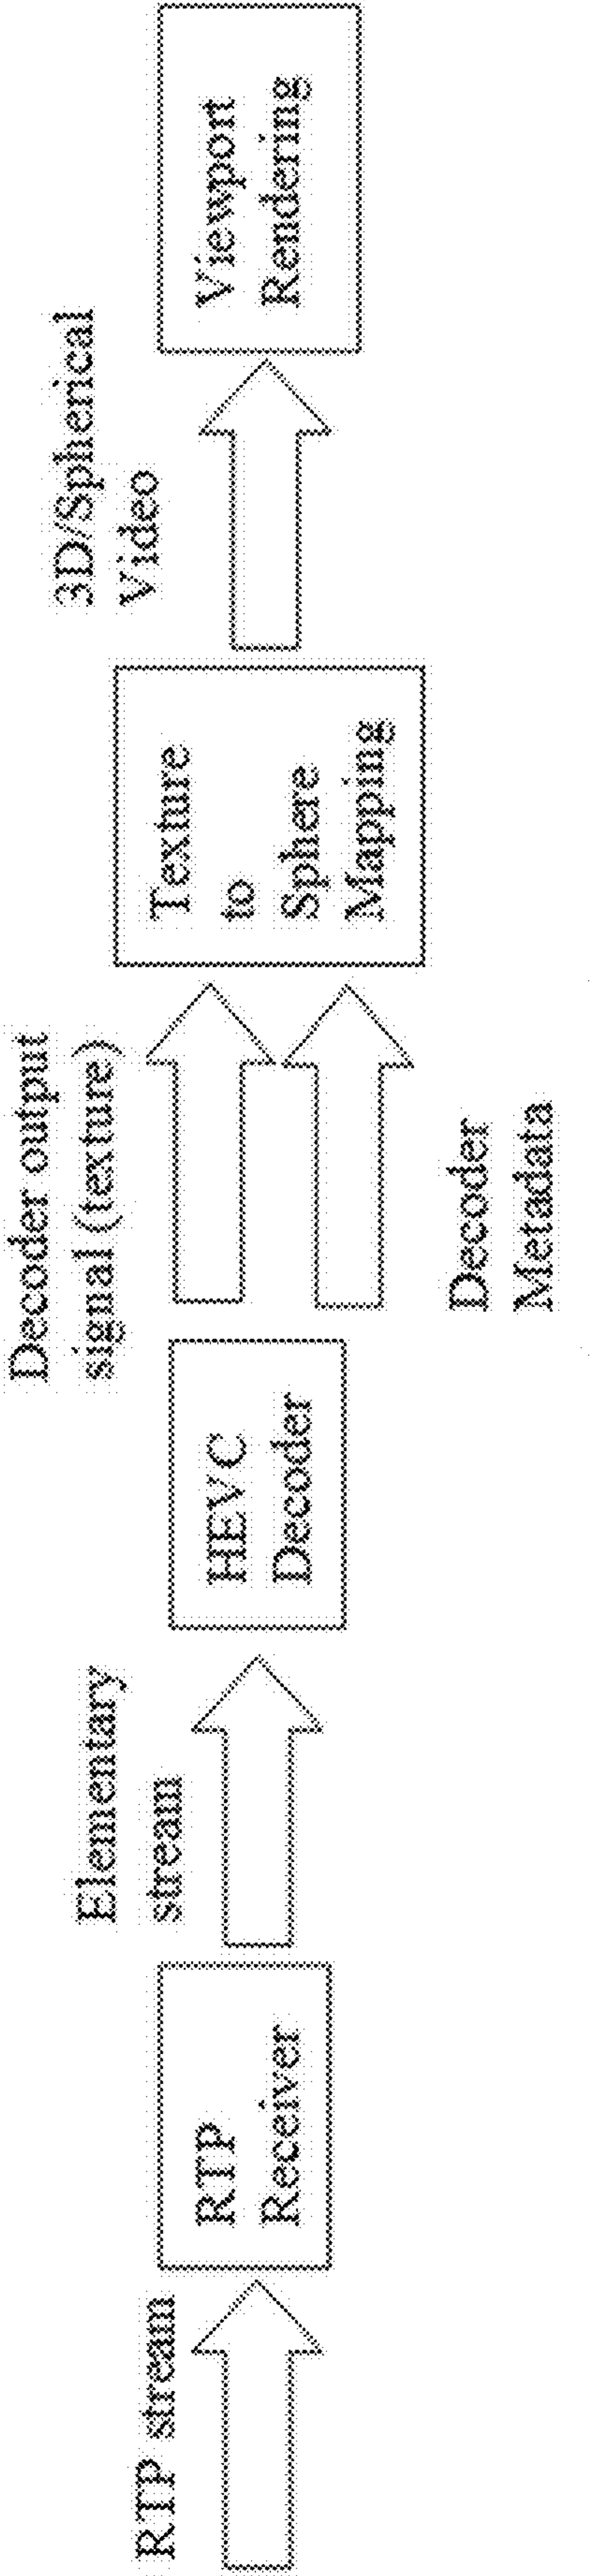 RTP stream
RTP
Receiver
Elementary
stream
HEVC
Decoder
Decoder output
signal (texture)
Decoder
Metadata
Texture
to
Sphere
Mapping
3D/Spherical
Video
Viewport
Rendering